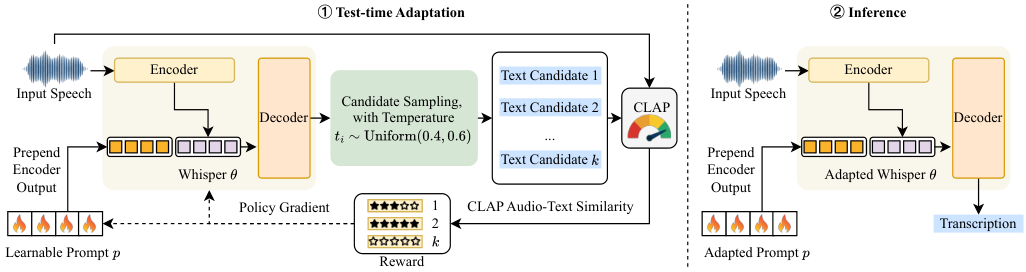 ① Test-time Adaptation
Input Speech
Encoder
Decoder
Prepend
Encoder
Output
Whisper θ
Learnable Prompt p
Candidate Sampling,
with Temperature
t_i ∼ Uniform(0.4, 0.6)
Text Candidate 1
Text Candidate 2
...
Text Candidate k
CLAP
CLAP Audio-Text Similarity
1
2
k
Reward
Policy Gradient
② Inference
Input Speech
Encoder
Decoder
Prepend
Encoder
Output
Adapted Whisper θ
Adapted Prompt p
Transcription